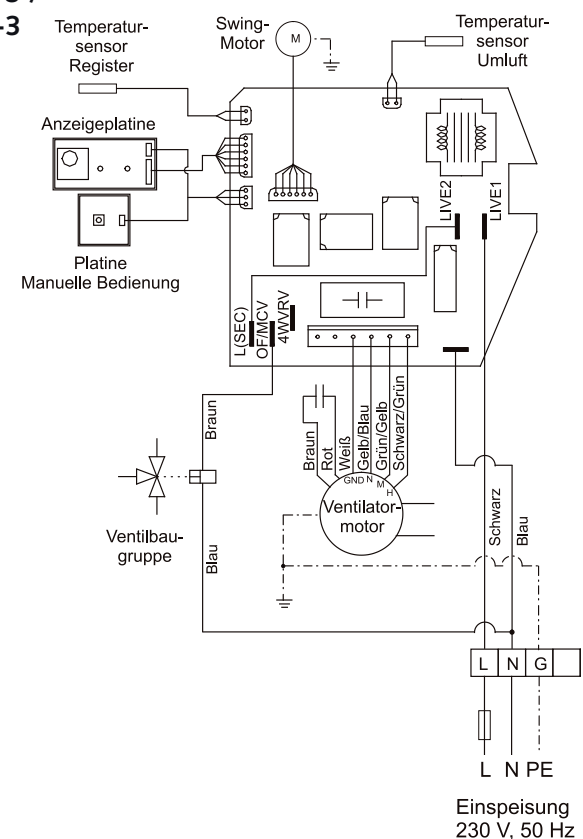 -3
Temperatur-
sensor
Register
Swing-
Motor
M
Temperatur-
sensor
Umluft
Anzeigeplatine
Platine
Manuelle Bedienung
LIVE2
LIVE1
L(SEC)
OF/MCV
4WVRV
Braun
Braun
Rot
Weiß
Gelb/Blau
Grün/Gelb
Schwarz/Grün
GND N M H
Ventilator-
motor
Ventilbau-
gruppe
Blau
Schwarz
Blau
L N G
L N PE
Einspeisung
230 V, 50 Hz